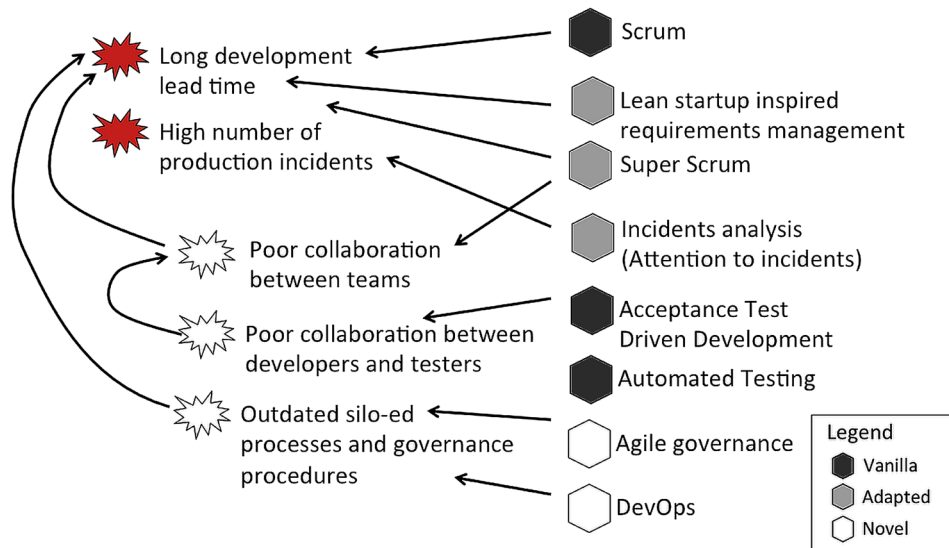 Long development
lead time
High number of
production incidents
Poor collaboration
between teams
Poor collaboration between
developers and testers
Outdated silo-ed
processes and governance
procedures
Scrum
Lean startup inspired
requirements management
Super Scrum
Incidents analysis
(Attention to incidents)
Acceptance Test
Driven Development
Automated Testing
Agile governance
DevOps
Legend
Vanilla
Adapted
Novel